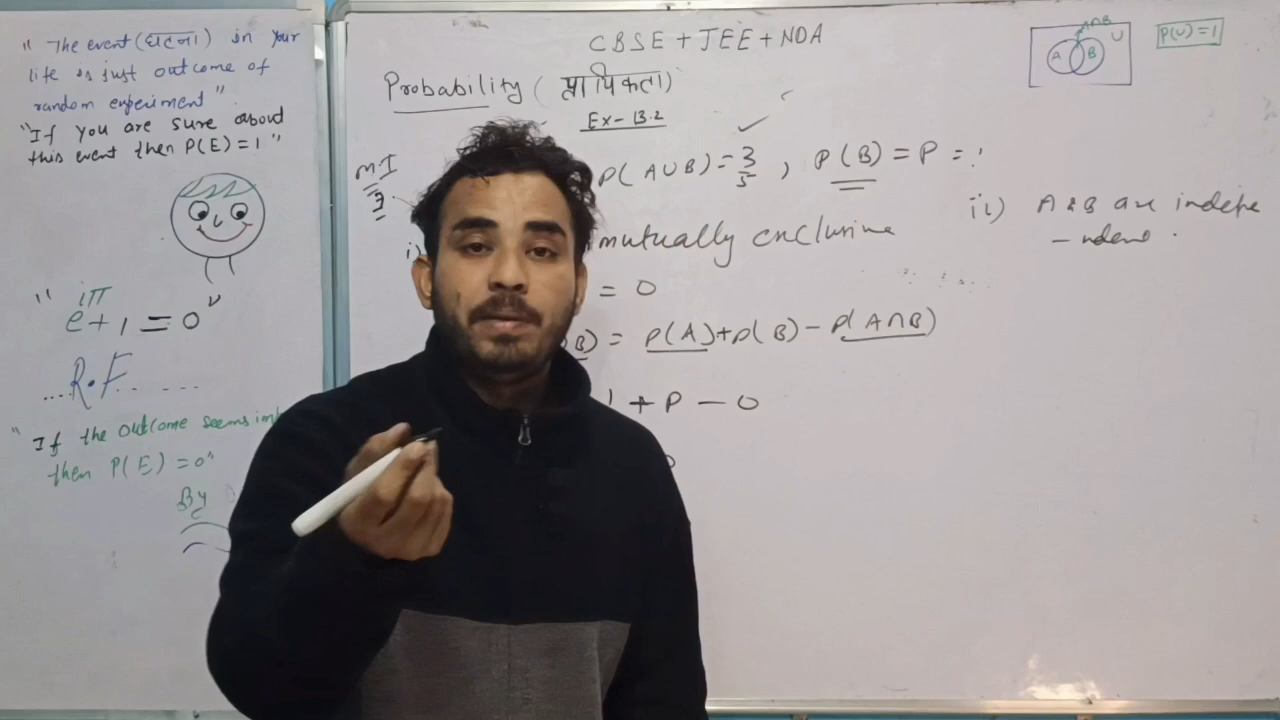 " The event (घटना) in your
life is just outcome of
random experiment"
"If you are sure about
this event then P(E)=1"
" e^iπ + 1 = 0"
....R.F.......
"If the outcome seems
then P(E) = 0"
By
CBSE + JEE + NDA
Probability (प्रायिकता)
Ex - 13.2
M.I
P(A∪B) = 3/5 , P(B) = P = ?
i)
mutually exclusive
= 0
B) = P(A)+P(B) - P(A∩B)
+ P - 0
ii) A & B are indepe
- ndent .
A∩B
U
A B
P(U) = 1